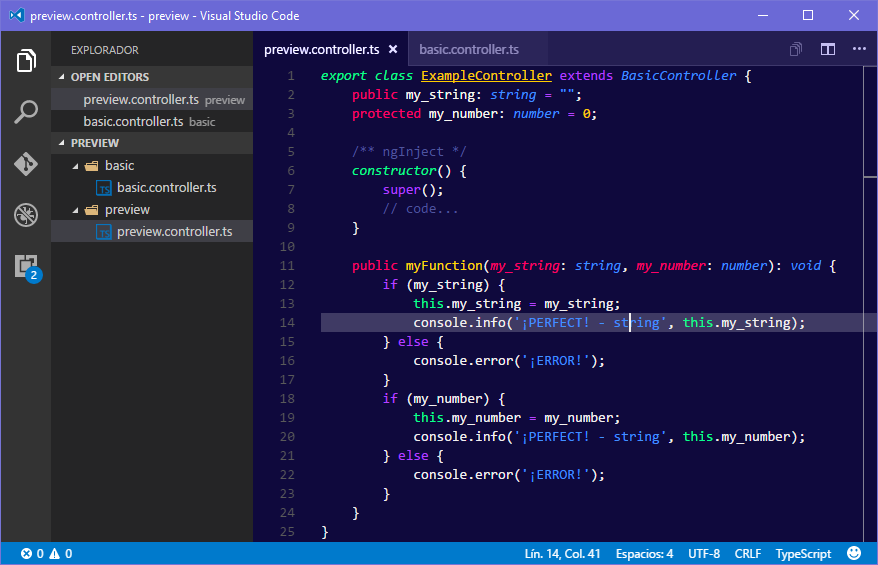 preview.controller.ts - preview - Visual Studio Code
EXPLORADOR
OPEN EDITORS
preview.controller.ts preview
basic.controller.ts basic
PREVIEW
basic
TS basic.controller.ts
preview
TS preview.controller.ts
2
preview.controller.ts × basic.controller.ts
1 export class ExampleController extends BasicController {
2     public my_string: string = "";
3     protected my_number: number = 0;
4
5     /** ngInject */
6     constructor() {
7         super();
8         // code...
9     }
10
11     public myFunction(my_string: string, my_number: number): void {
12         if (my_string) {
13             this.my_string = my_string;
14             console.info('¡PERFECT! - string', this.my_string);
15         } else {
16             console.error('¡ERROR!');
17         }
18         if (my_number) {
19             this.my_number = my_number;
20             console.info('¡PERFECT! - string', this.my_number);
21         } else {
22             console.error('¡ERROR!');
23         }
24     }
25 }
0 0 Lín. 14, Col. 41 Espacios: 4 UTF-8 CRLF TypeScript